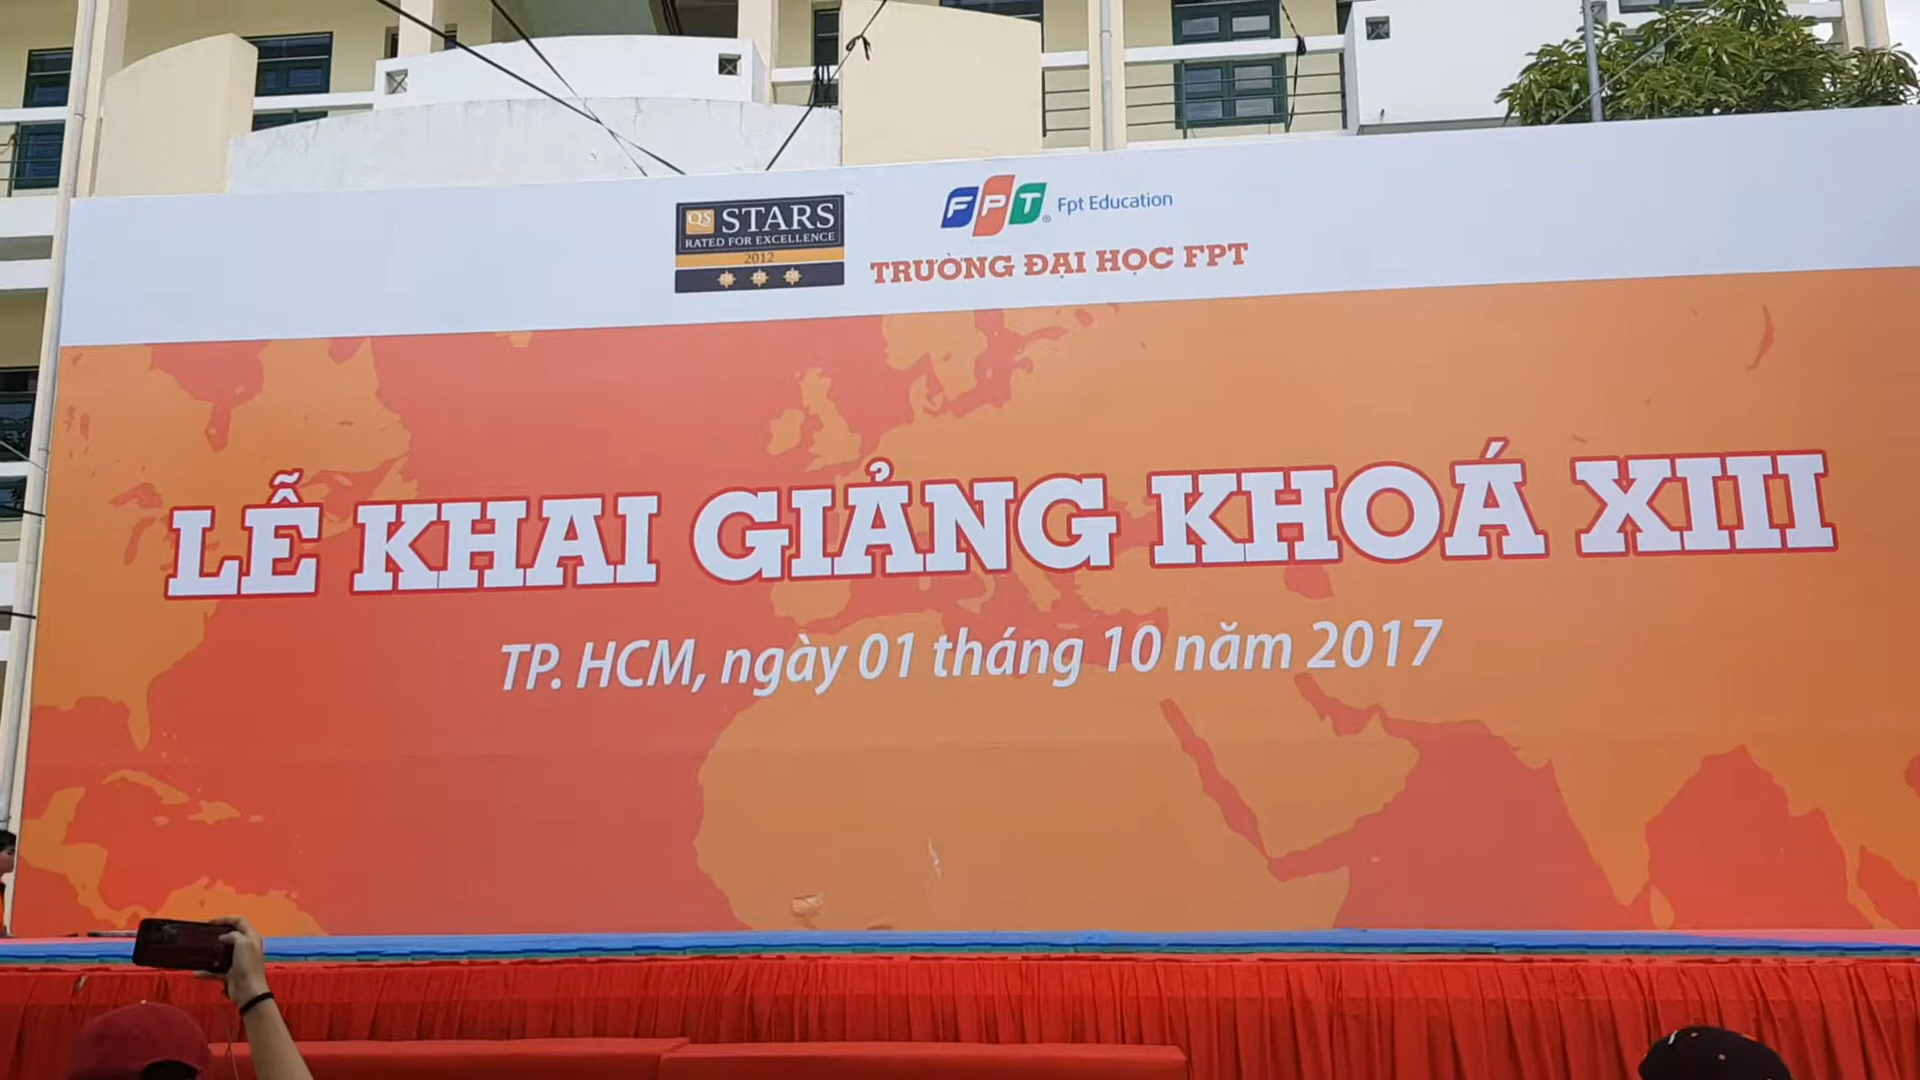 QS STARS
RATED FOR EXCELLENCE
2012
FPT Fpt Education
TRƯỜNG ĐẠI HỌC FPT
LỄ KHAI GIẢNG KHOÁ XIII
TP. HCM, ngày 01 tháng 10 năm 2017